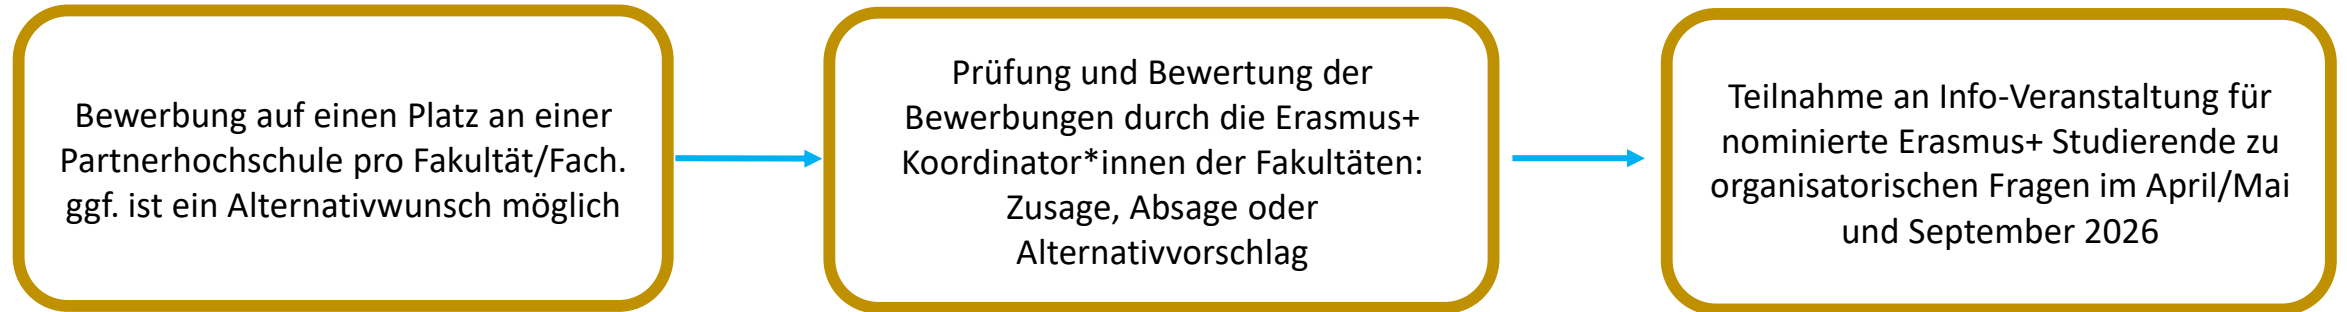 Bewerbung auf einen Platz an einer
Partnerhochschule pro Fakultät/Fach.
ggf. ist ein Alternativwunsch möglich
Prüfung und Bewertung der
Bewerbungen durch die Erasmus+
Koordinator*innen der Fakultäten:
Zusage, Absage oder
Alternativvorschlag
Teilnahme an Info-Veranstaltung für
nominierte Erasmus+ Studierende zu
organisatorischen Fragen im April/Mai
und September 2026